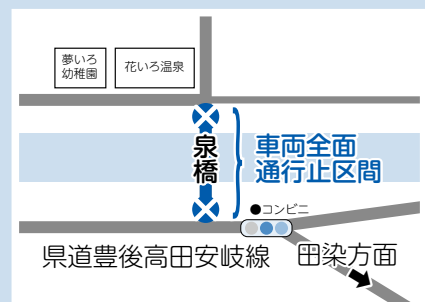 夢いろ
幼稚園
花いろ温泉
泉橋
車両全面
通行止区間
●コンビニ
県道豊後高田安岐線
田染方面